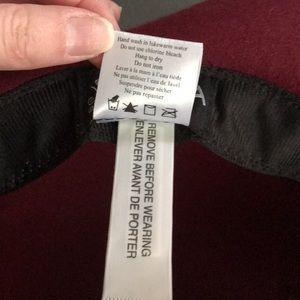 Hand wash in lukewarm water
Do not use chlorine bleach
Hang to dry
Do not iron
Laver à la main à l'eau tiède
Ne pas utiliser l'eau de Javel
Suspendre pour sécher
Ne pas repasser
REMOVE BEFORE WEARING
ENLEVER AVANT DE PORTER